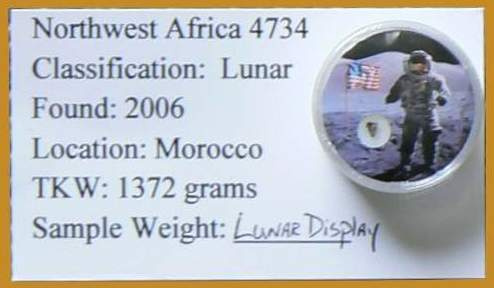 Northwest Africa 4734
Classification: Lunar
Found: 2006
Location: Morocco
TKW: 1372 grams
Sample Weight: Lunar Display